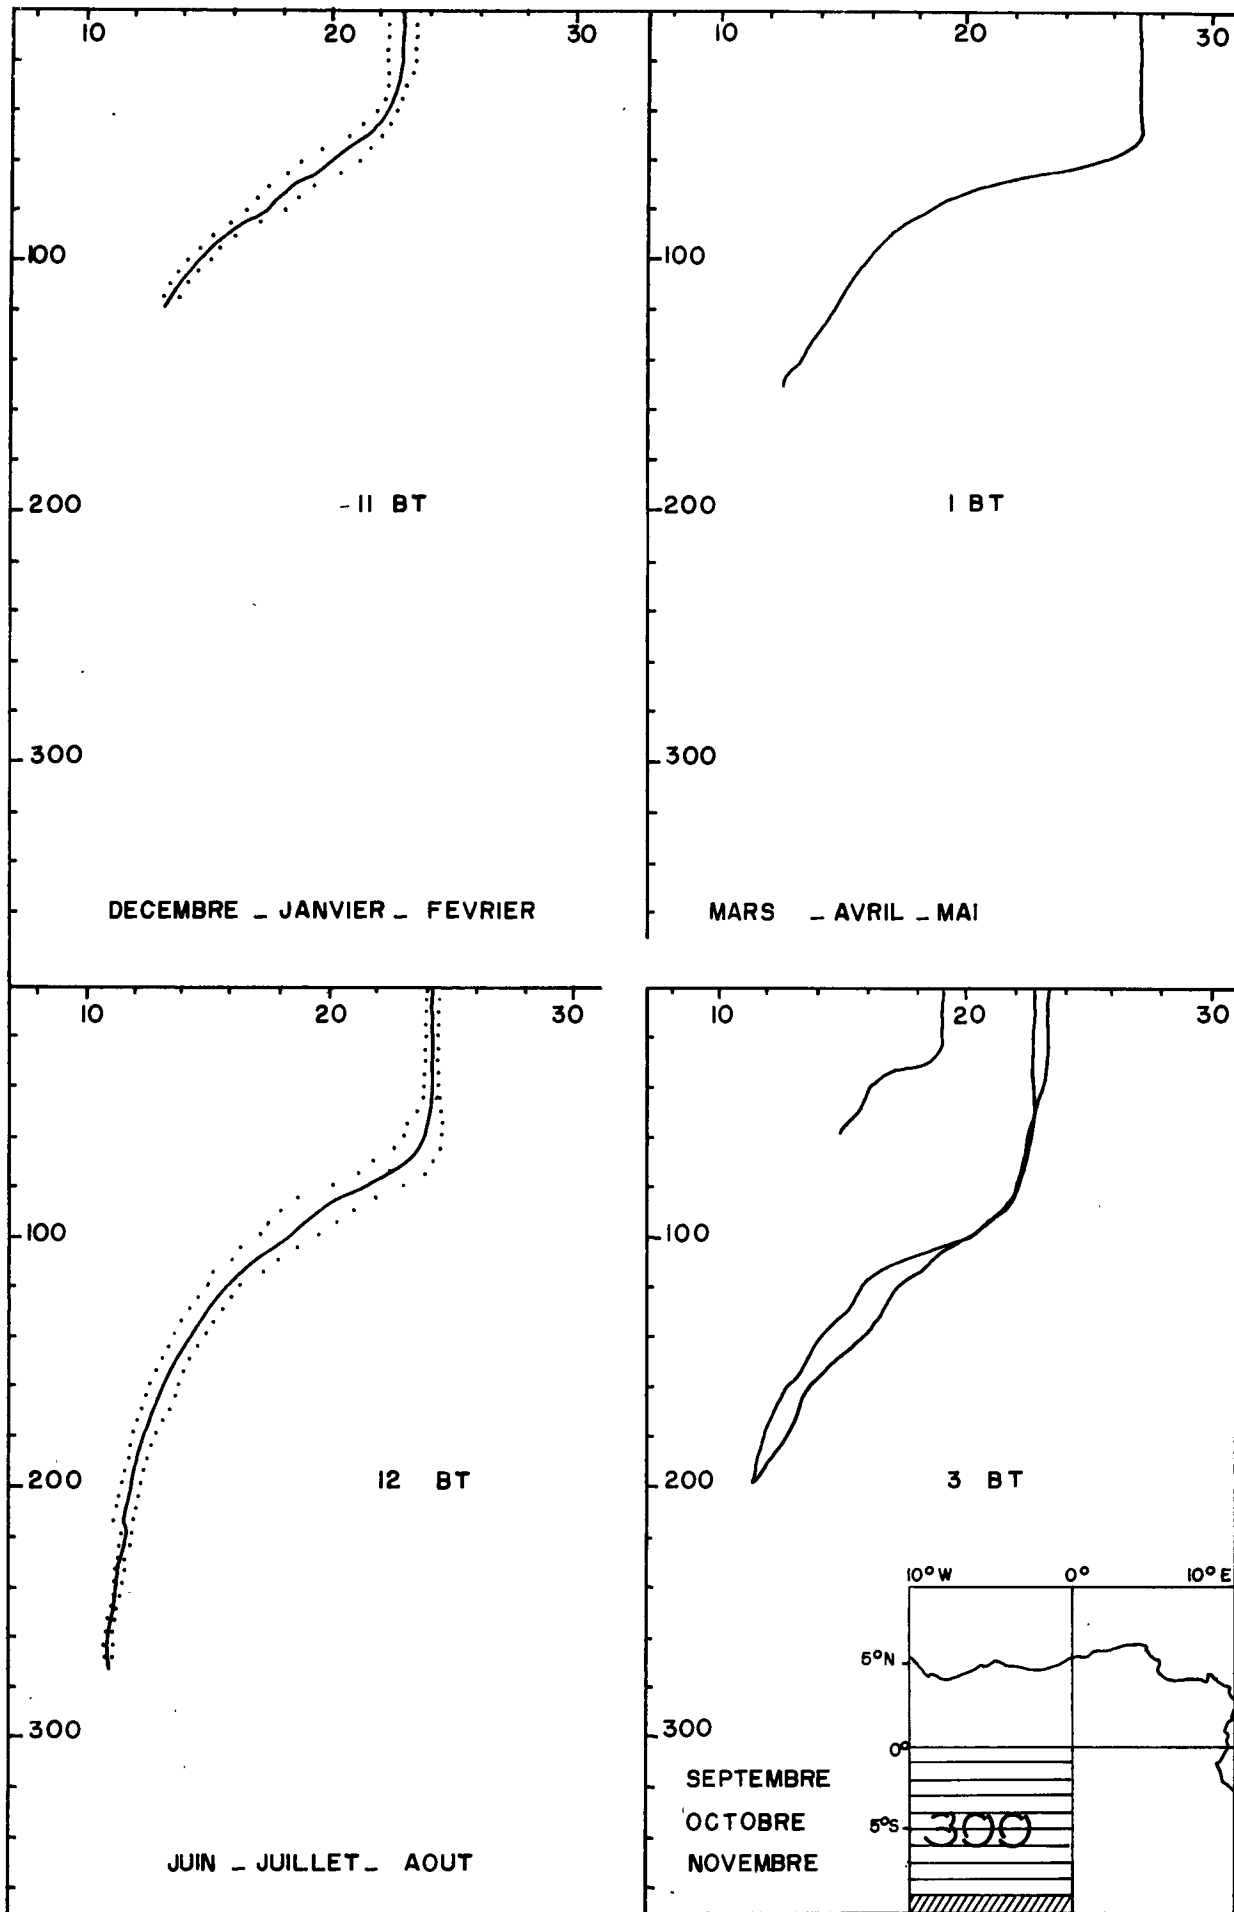 10 20 30
100
200
300
11 BT
DECEMBRE _ JANVIER _ FEVRIER
10 20 30
100
200
300
1 BT
MARS _ AVRIL _ MAI
10 20 30
100
200
300
12 BT
JUIN _ JUILLET _ AOUT
10 20 30
100
200
300
3 BT
SEPTEMBRE
OCTOBRE
NOVEMBRE
10° W 0° 10° E
5°N
0°
5°S
300